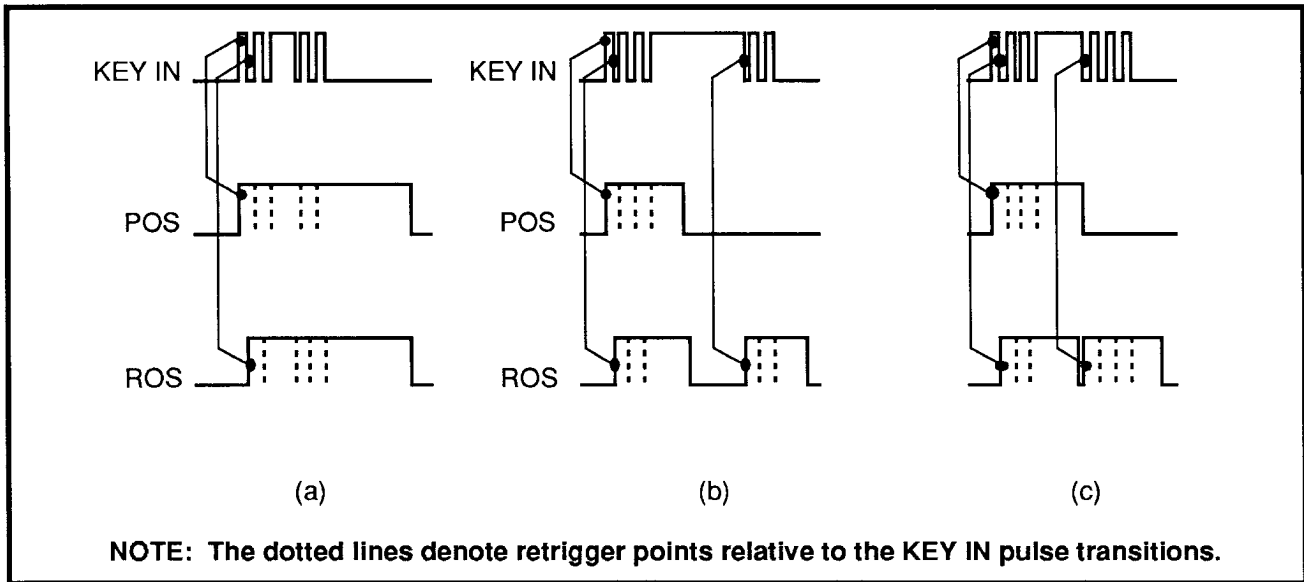 KEY IN KEY IN KEY IN
POS POS POS
ROS ROS ROS
(a) (b) (c)
NOTE: The dotted lines denote retrigger points relative to the KEY IN pulse transitions.